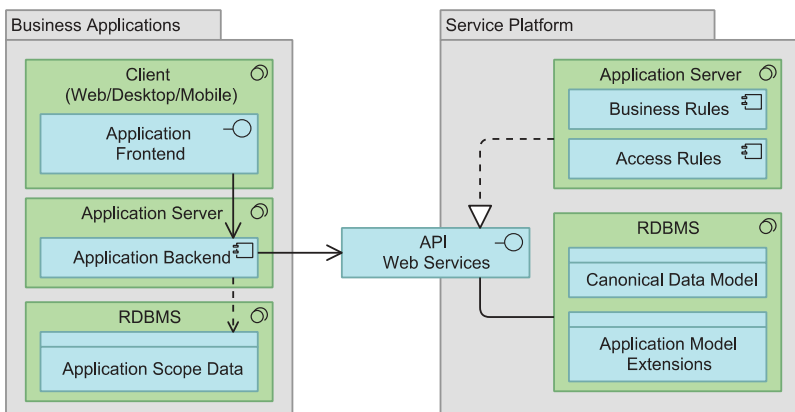 Business Applications
Client
(Web/Desktop/Mobile)
Application
Frontend
Application Server
Application Backend
RDBMS
Application Scope Data
API
Web Services
Service Platform
Application Server
Business Rules
Access Rules
RDBMS
Canonical Data Model
Application Model
Extensions